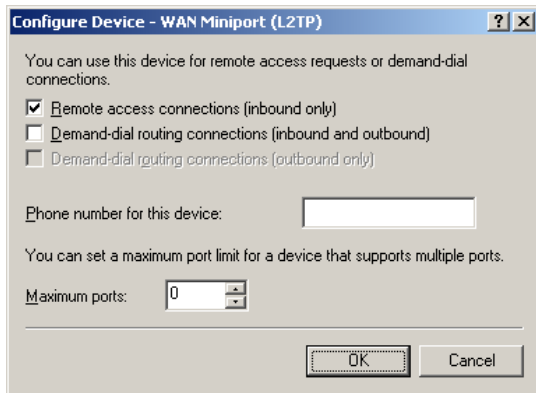 Configure Device - WAN Miniport (L2TP)
You can use this device for remote access requests or demand-dial
connections.
Remote access connections (inbound only)
Demand-dial routing connections (inbound and outbound)
Demand-dial routing connections (outbound only)
Phone number for this device:
You can set a maximum port limit for a device that supports multiple ports.
Maximum ports: 0
OK Cancel